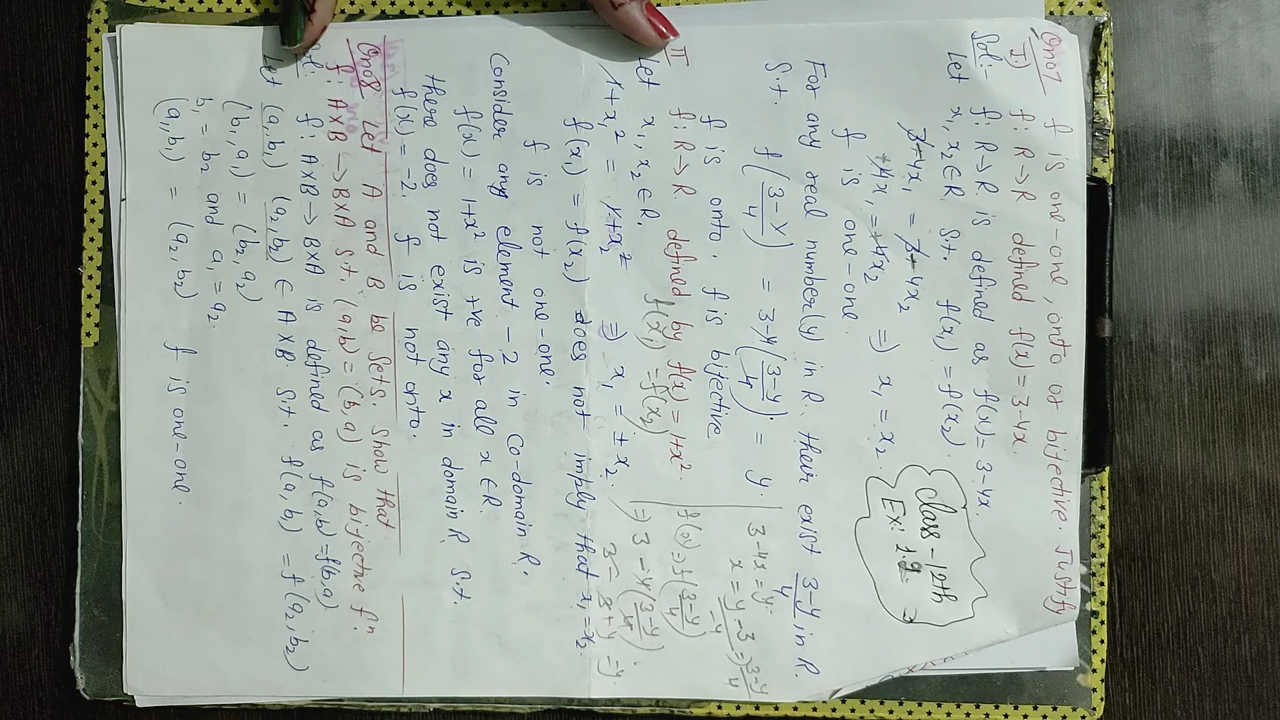 Qno7 f is one-one, onto or bijective. Justify
I) f: R→R defined f(x) = 3-4x
Sol:- f: R→R is defined as f(x) = 3-4x.
Let x₁, x₂ ∈ R S.t. f(x₁) = f(x₂).
3-4x₁ = 3-4x₂
-4x₁ = -4x₂ => x₁ = x₂.
f is one-one.
class-12th
Ex: 1.2 →
For any real number (y) in R. their exist 3-y/4 in R.
S.t. f(3-y/4) = 3-4(3-y/4) = y.
3-4x = y.
x = y-3/-4 => 3-y/4
f is onto. f is bijective
f(x) => f(3-y/4)
=> 3-4(3-y/4)
3-3+y = y.
II f: R→R defined by f(x) = 1+x²
Let x₁, x₂ ∈ R, f(x₁) = f(x₂)
1+x₁² = 1+x₂² => x₁ = ± x₂
f(x₁) = f(x₂) does not imply that x₁ = x₂
f is not one-one.
Consider any element -2 in co-domain R.
f(x) = 1+x² is +ve for all x ∈ R
there does not exist any x in domain R S.t.
f(x) = -2. f is not onto.
Qno8 Let A and B be sets. Show that
f: A×B → B×A S.t. (a,b) = (b,a) is bijective fⁿ
Sol: f: A×B → B×A is defined as f(a,b) = f(b,a)
Let (a₁b₁) (a₂,b₂) ∈ A×B S.t. f(a₁b₁) = f(a₂,b₂)
(b₁,a₁) = (b₂,a₂)
b₁ = b₂ and a₁ = a₂.
(a₁,b₁) = (a₂,b₂) f is one-one.